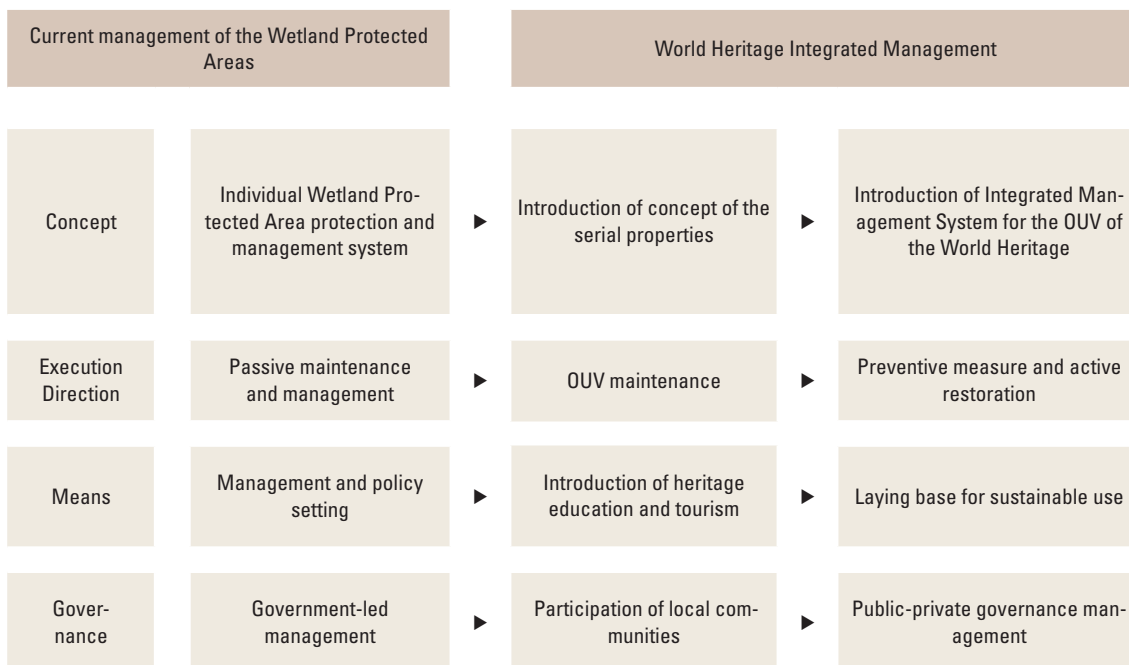 Current management of the Wetland Protected
Areas
World Heritage Integrated Management
Concept
Individual Wetland Pro-
tected Area protection and
management system
▶
Introduction of concept of the
serial properties
▶
Introduction of Integrated Man-
agement System for the OUV of
the World Heritage
Execution
Direction
Passive maintenance
and management
▶
OUV maintenance
▶
Preventive measure and active
restoration
Means
Management and policy
setting
▶
Introduction of heritage
education and tourism
▶
Laying base for sustainable use
Gover-
nance
Government-led
management
▶
Participation of local com-
munities
▶
Public-private governance man-
agement